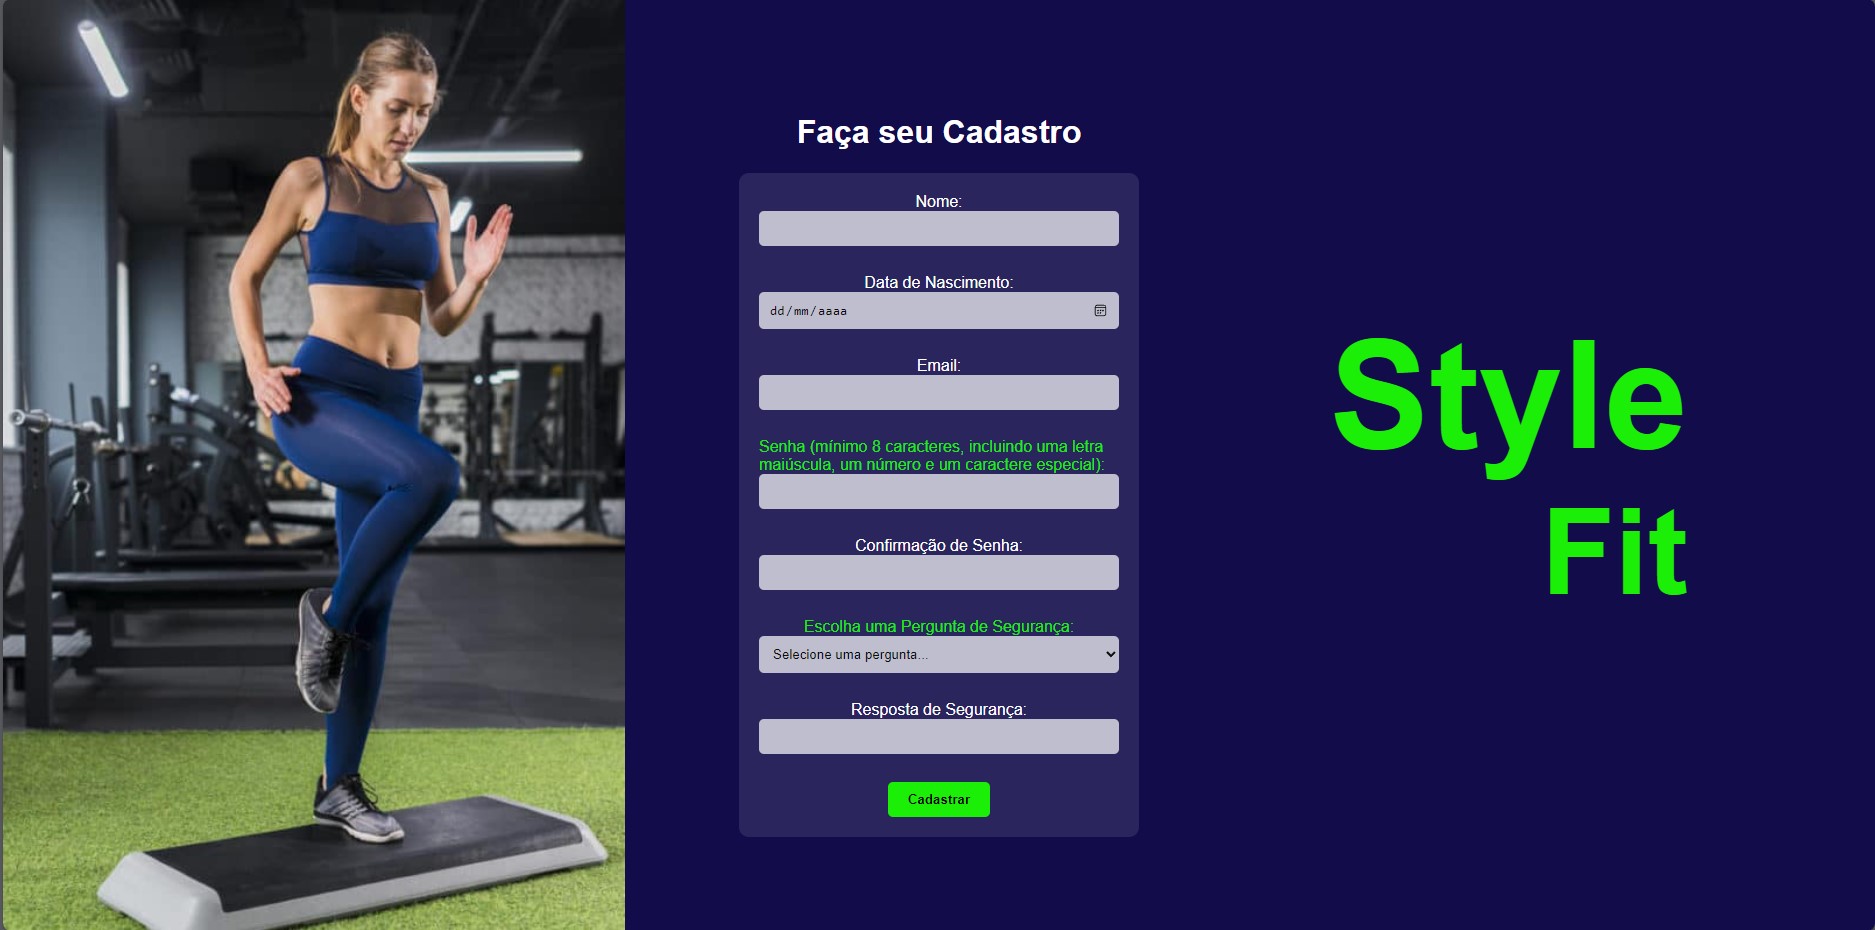 Faça seu Cadastro
Nome:
Data de Nascimento:
dd/mm/aaaa
Email:
Senha (mínimo 8 caracteres, incluindo uma letra
maiúscula, um número e um caractere especial):
Confirmação de Senha:
Escolha uma Pergunta de Segurança:
Selecione uma pergunta...
Resposta de Segurança:
Cadastrar
Style
Fit